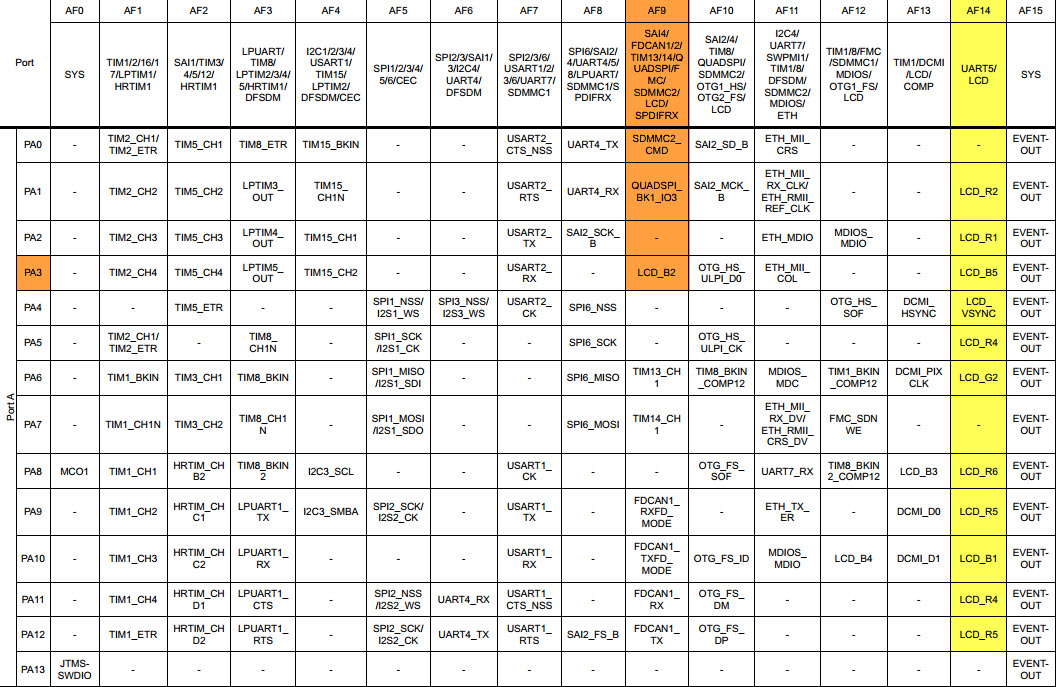 AF0 AF1 AF2 AF3 AF4 AF5 AF6 AF7 AF8 AF9 AF10 AF11 AF12 AF13 AF14 AF15
Port SYS TIM1/2/16/17/LPTIM1/HRTIM1 SAI1/TIM3/4/5/12/HRTIM1 LPUART/TIM8/LPTIM2/3/4/5/HRTIM1/DFSDM I2C1/2/3/4/USART1/TIM15/LPTIM2/DFSDM/CEC SPI1/2/3/4/5/6/CEC SPI2/3/SAI1/3/I2C4/UART4/DFSDM SPI2/3/6/USART1/2/3/6/UART7/SDMMC1 SPI6/SAI2/4/UART4/5/8/LPUART/SDMMC1/SPDIFRX SAI4/FDCAN1/2/TIM13/14/QUADSPI/FMC/SDMMC2/LCD/SPDIFRX SAI2/4/TIM8/QUADSPI/SDMMC2/OTG1_HS/OTG2_FS/LCD I2C4/UART7/SWPMI1/TIM1/8/DFSDM/SDMMC2/MDIOS/ETH TIM1/8/FMC/SDMMC1/MDIOS/OTG1_FS/LCD TIM1/DCMI/LCD/COMP UART5/LCD SYS
Port A
PA0 - TIM2_CH1/TIM2_ETR TIM5_CH1 TIM8_ETR TIM15_BKIN - - USART2_CTS_NSS UART4_TX SDMMC2_CMD SAI2_SD_B ETH_MII_CRS - - - EVENT-OUT
PA1 - TIM2_CH2 TIM5_CH2 LPTIM3_OUT TIM15_CH1N - - USART2_RTS UART4_RX QUADSPI_BK1_IO3 SAI2_MCK_B ETH_MII_RX_CLK/ETH_RMII_REF_CLK - - LCD_R2 EVENT-OUT
PA2 - TIM2_CH3 TIM5_CH3 LPTIM4_OUT TIM15_CH1 - - USART2_TX SAI2_SCK_B - - ETH_MDIO MDIOS_MDIO - LCD_R1 EVENT-OUT
PA3 - TIM2_CH4 TIM5_CH4 LPTIM5_OUT TIM15_CH2 - - USART2_RX - LCD_B2 OTG_HS_ULPI_D0 ETH_MII_COL - - LCD_B5 EVENT-OUT
PA4 - - TIM5_ETR - - SPI1_NSS/I2S1_WS SPI3_NSS/I2S3_WS USART2_CK SPI6_NSS - - - OTG_HS_SOF DCMI_HSYNC LCD_VSYNC EVENT-OUT
PA5 - TIM2_CH1/TIM2_ETR - TIM8_CH1N - SPI1_SCK/I2S1_CK - - SPI6_SCK - OTG_HS_ULPI_CK - - - LCD_R4 EVENT-OUT
PA6 - TIM1_BKIN TIM3_CH1 TIM8_BKIN - SPI1_MISO/I2S1_SDI - - SPI6_MISO TIM13_CH1 TIM8_BKIN_COMP12 MDIOS_MDC TIM1_BKIN_COMP12 DCMI_PIXCLK LCD_G2 EVENT-OUT
PA7 - TIM1_CH1N TIM3_CH2 TIM8_CH1N - SPI1_MOSI/I2S1_SDO - - SPI6_MOSI TIM14_CH1 - ETH_MII_RX_DV/ETH_RMII_CRS_DV FMC_SDNWE - - EVENT-OUT
PA8 MCO1 TIM1_CH1 HRTIM_CHB2 TIM8_BKIN2 I2C3_SCL - - USART1_CK - - OTG_FS_SOF UART7_RX TIM8_BKIN2_COMP12 LCD_B3 LCD_R6 EVENT-OUT
PA9 - TIM1_CH2 HRTIM_CHC1 LPUART1_TX I2C3_SMBA SPI2_SCK/I2S2_CK - USART1_TX - FDCAN1_RXFD_MODE - ETH_TX_ER - DCMI_D0 LCD_R5 EVENT-OUT
PA10 - TIM1_CH3 HRTIM_CHC2 LPUART1_RX - - - USART1_RX - FDCAN1_TXFD_MODE OTG_FS_ID MDIOS_MDIO LCD_B4 DCMI_D1 LCD_B1 EVENT-OUT
PA11 - TIM1_CH4 HRTIM_CHD1 LPUART1_CTS - SPI2_NSS/I2S2_WS UART4_RX USART1_CTS_NSS - FDCAN1_RX OTG_FS_DM - - - LCD_R4 EVENT-OUT
PA12 - TIM1_ETR HRTIM_CHD2 LPUART1_RTS - SPI2_SCK/I2S2_CK UART4_TX USART1_RTS SAI2_FS_B FDCAN1_TX OTG_FS_DP - - - LCD_R5 EVENT-OUT
PA13 JTMS-SWDIO - - - - - - - - - - - - - - EVENT-OUT